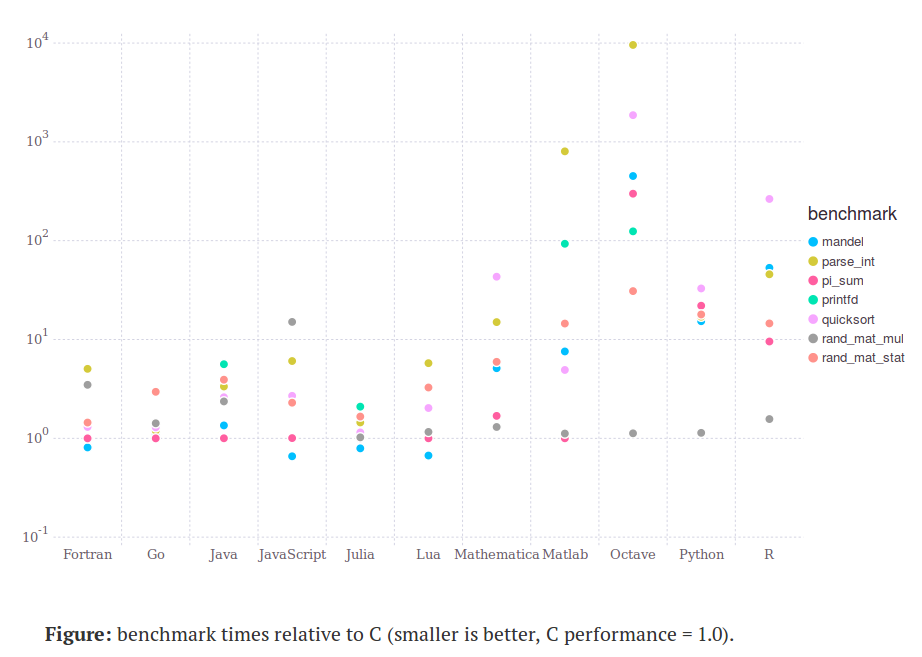 10^4
10^3
10^2
10^1
10^0
10^-1
Fortran Go Java JavaScript Julia Lua Mathematica Matlab Octave Python R
benchmark
mandel
parse_int
pi_sum
printfd
quicksort
rand_mat_mul
rand_mat_stat
Figure: benchmark times relative to C (smaller is better, C performance = 1.0).